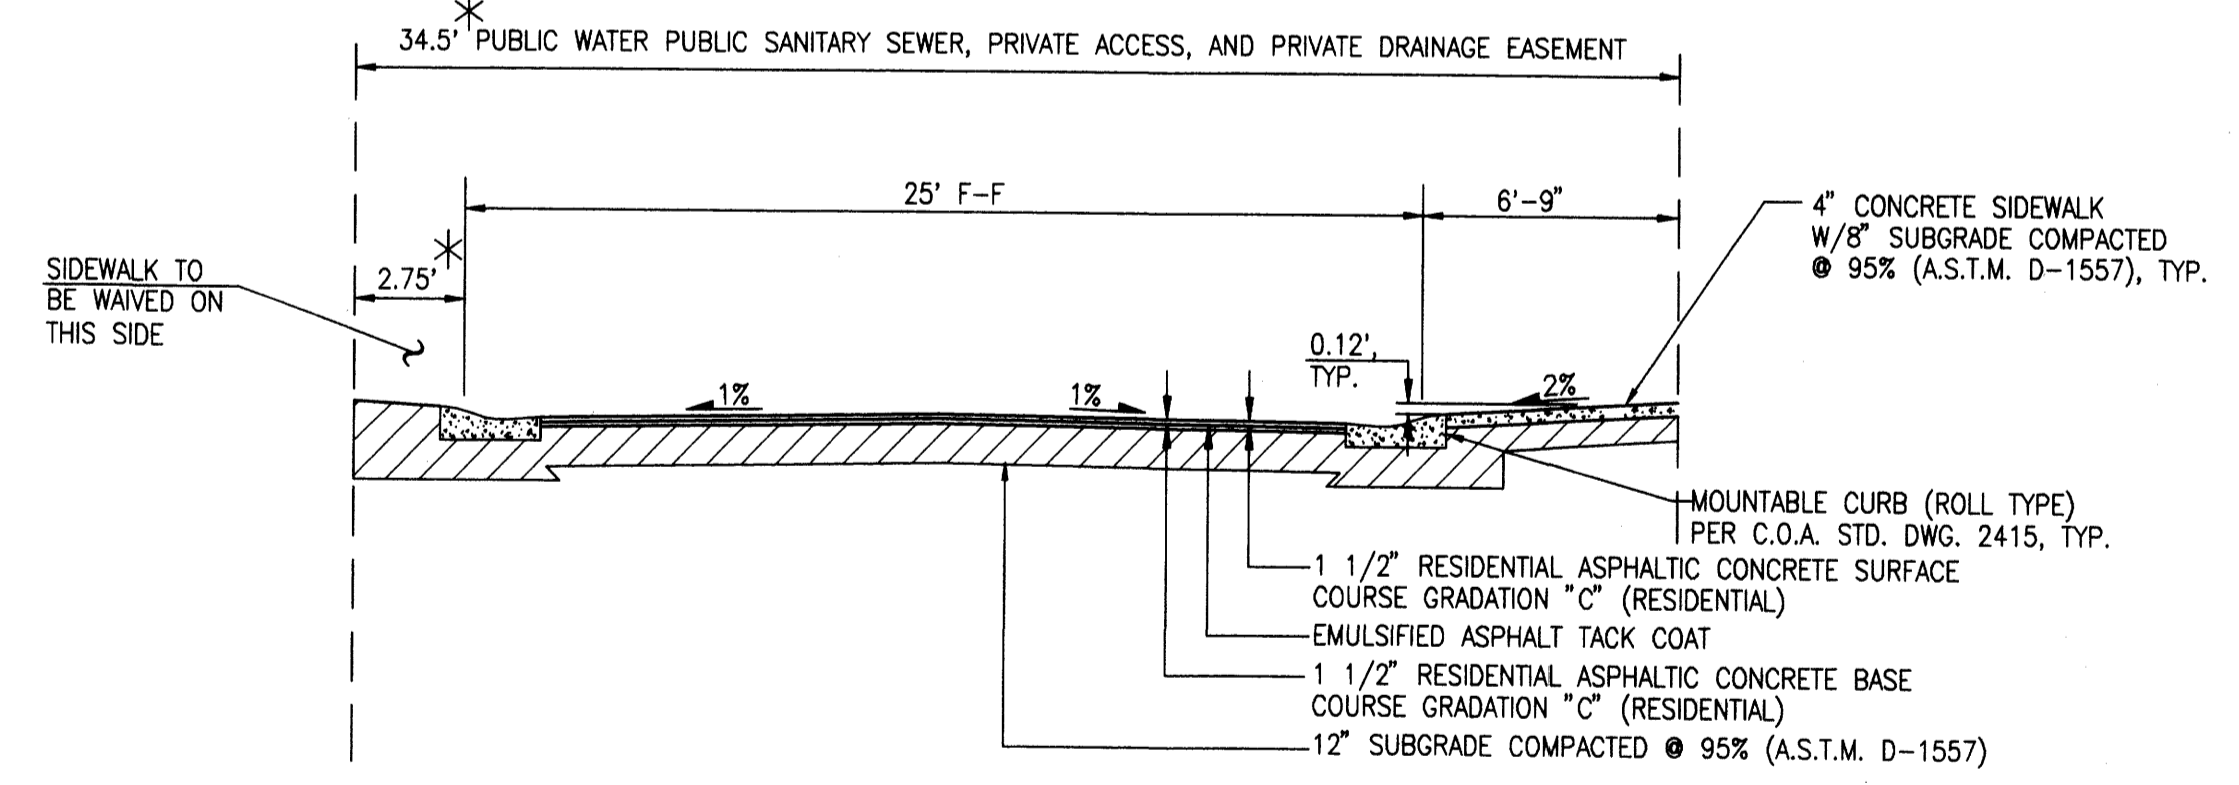 34.5' PUBLIC WATER PUBLIC SANITARY SEWER, PRIVATE ACCESS, AND PRIVATE DRAINAGE EASEMENT
25' F-F
6'-9"
4" CONCRETE SIDEWALK
W/8" SUBGRADE COMPACTED
@ 95% (A.S.T.M. D-1557), TYP.
2.75'
SIDEWALK TO
BE WAIVED ON
THIS SIDE
0.12',
TYP.
1%
1%
2%
MOUNTABLE CURB (ROLL TYPE)
PER C.O.A. STD. DWG. 2415, TYP.
1 1/2" RESIDENTIAL ASPHALTIC CONCRETE SURFACE
COURSE GRADATION "C" (RESIDENTIAL)
EMULSIFIED ASPHALT TACK COAT
1 1/2" RESIDENTIAL ASPHALTIC CONCRETE BASE
COURSE GRADATION "C" (RESIDENTIAL)
12" SUBGRADE COMPACTED @ 95% (A.S.T.M. D-1557)